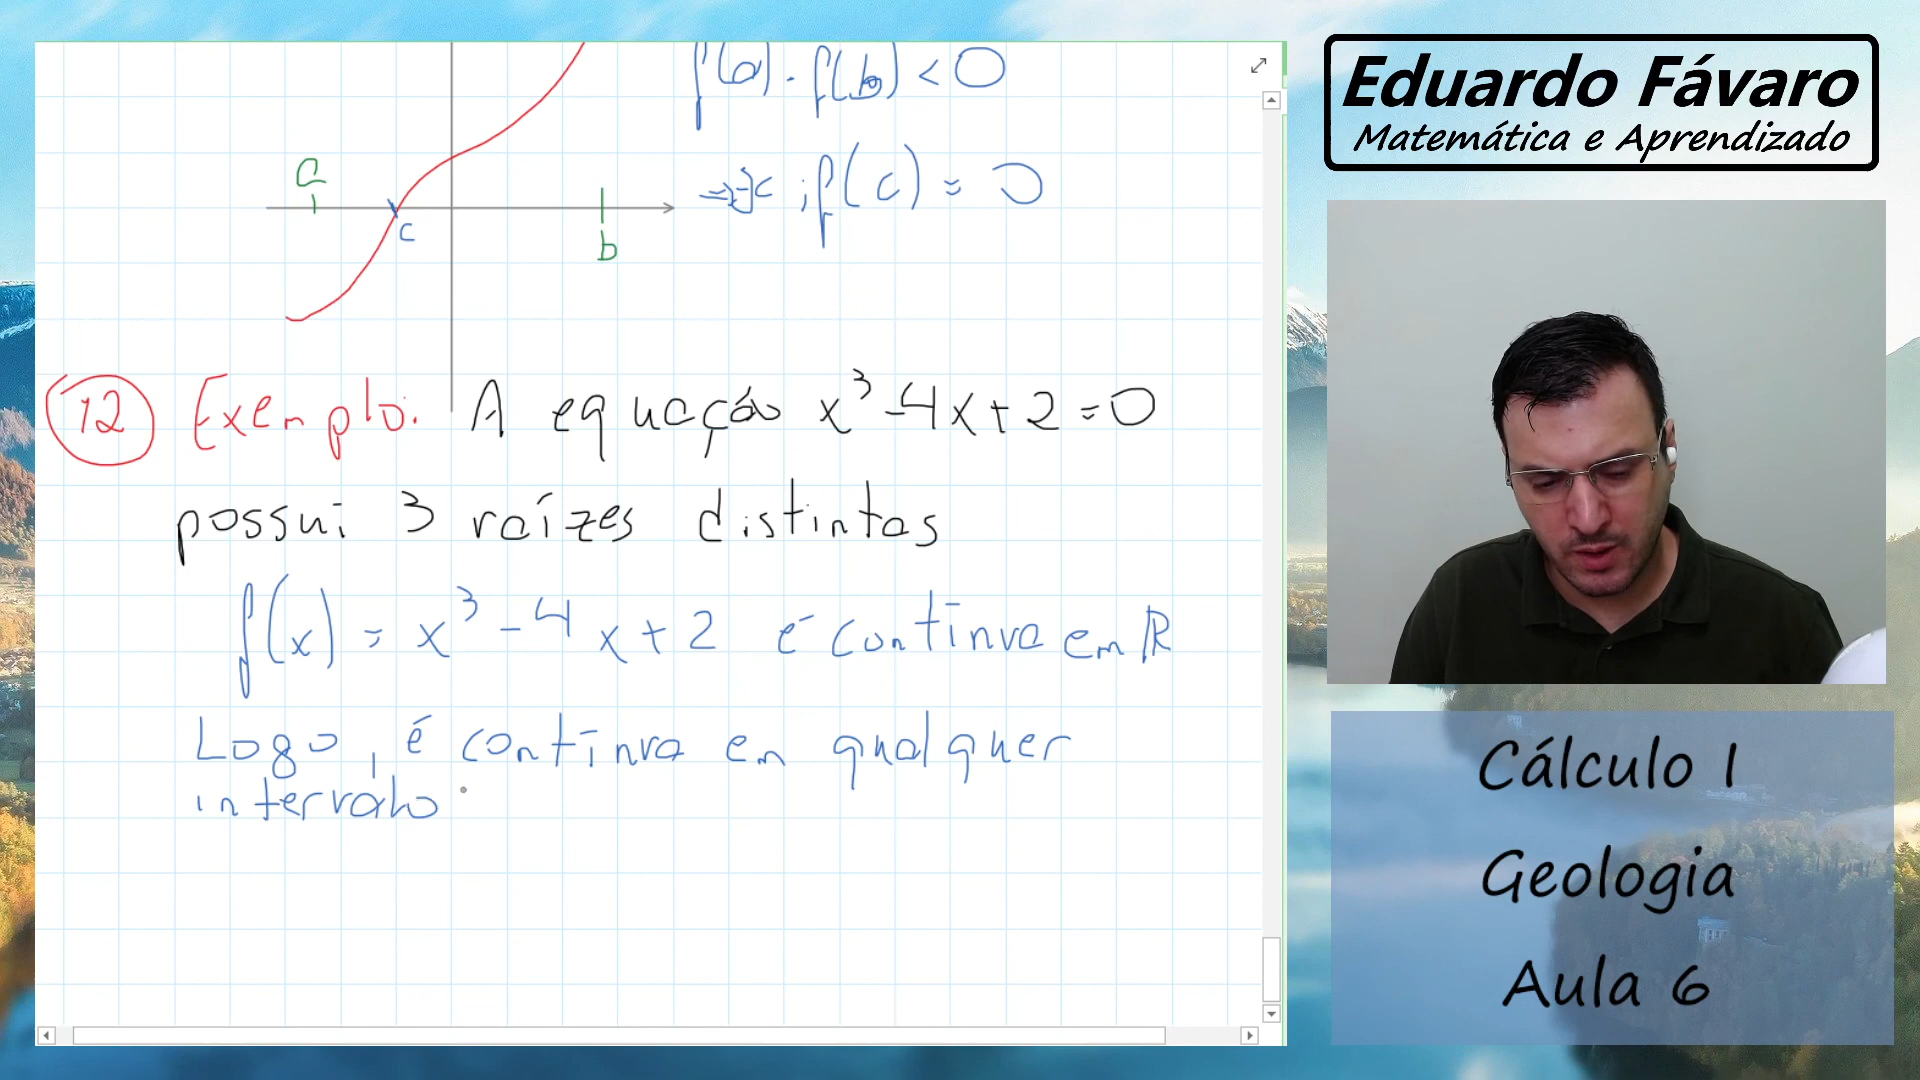 Eduardo Fávaro
Matemática e Aprendizado
f(a) . f(b) < 0
⇒ ∃ c ; f(c) = 0
a
c
b
12 Exemplo: A equação x³ - 4x + 2 = 0
possui 3 raízes distintas
f(x) = x³ - 4x + 2 é contínua em ℝ
Logo, é contínua em qualquer
intervalo
Cálculo I
Geologia
Aula 6